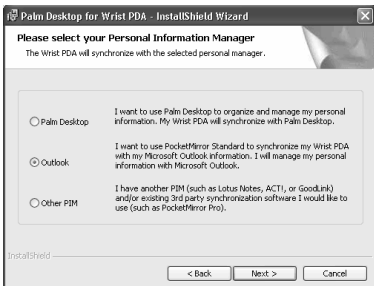 Palm Desktop for Wrist PDA - InstallShield Wizard
Please select your Personal Information Manager
The Wrist PDA will synchronize with the selected personal manager.
Palm Desktop
I want to use Palm Desktop to organize and manage my personal
information. My Wrist PDA will synchronize with Palm Desktop.
Outlook
I want to use PocketMirror Standard to synchronize my Wrist PDA
with my Microsoft Outlook information. I will manage my personal
information with Microsoft Outlook.
Other PIM
I have another PIM (such as Lotus Notes, ACT!, or GoodLink)
and/or existing 3rd party synchronization software I would like to
use (such as PocketMirror Pro).
InstallShield
< Back
Next >
Cancel